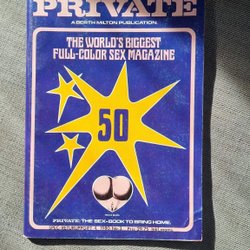 PRIVATE
A BERTH MILTON PUBLICATION.
THE WORLD'S BIGGEST
FULL-COLOR SEX MAGAZINE
50
PRIVATE: THE SEX-BOOK TO BRING HOME.